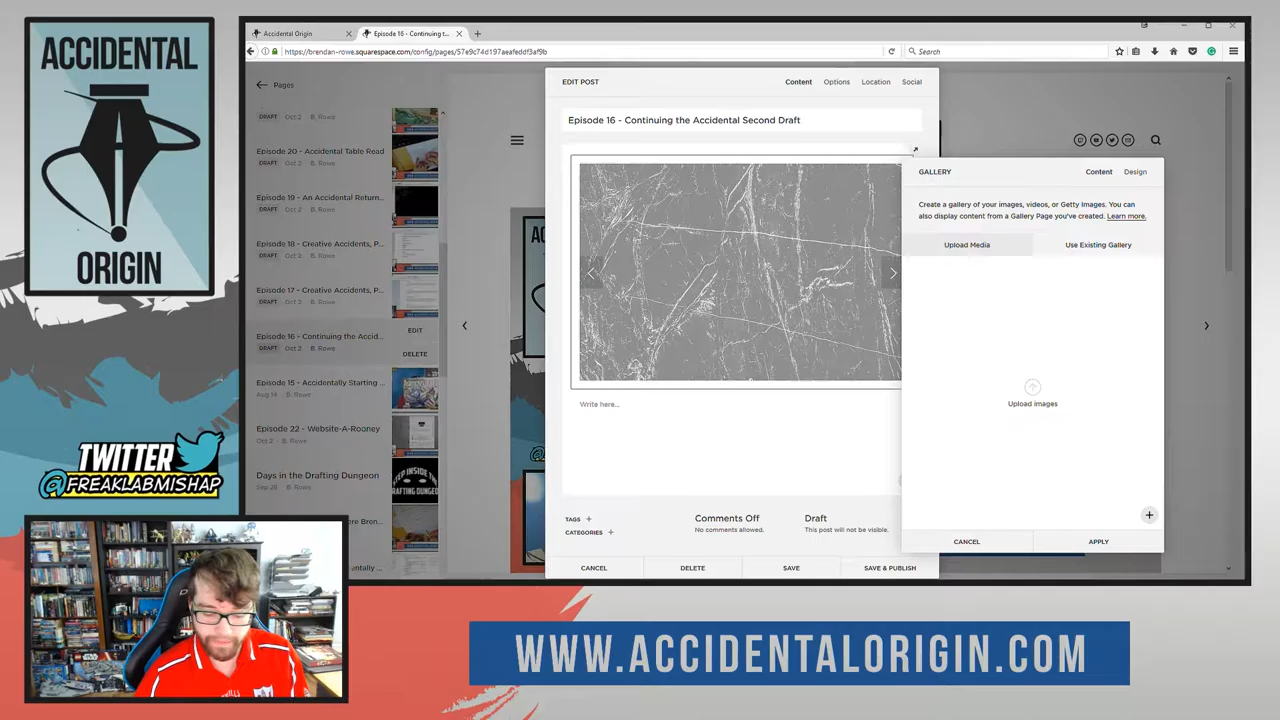 ACCIDENTAL
ORIGIN
Accidental Origin
Episode 16 - Continuing t...
https://brendan-rowe.squarespace.com/config/pages/57e9c74d197aeafeddf3af9b
Search
Pages
DRAFT Oct 2 B. Rowe
Episode 20 - Accidental Table Read
DRAFT Oct 2 B. Rowe
Episode 19 - An Accidental Return...
DRAFT Oct 2 B. Rowe
Episode 18 - Creative Accidents, P...
DRAFT Oct 2 B. Rowe
Episode 17 - Creative Accidents, P...
DRAFT Oct 2 B. Rowe
Episode 16 - Continuing the Accid...
DRAFT Oct 2 B. Rowe
EDIT
DELETE
Episode 15 - Accidentally Starting ...
Aug 14 B. Rowe
Episode 22 - Website-A-Rooney
Oct 2 B. Rowe
Days in the Drafting Dungeon
Sep 28 B. Rowe
STEP INSIDE THE
DRAFTING DUNGEON
EDIT POST
Content Options Location Social
Episode 16 - Continuing the Accidental Second Draft
Write here...
TAGS +
CATEGORIES +
Comments Off
No comments allowed.
Draft
This post will not be visible.
CANCEL DELETE SAVE SAVE & PUBLISH
GALLERY
Content Design
Create a gallery of your images, videos, or Getty Images. You can
also display content from a Gallery Page you've created. Learn more.
Upload Media
Use Existing Gallery
Upload images
CANCEL APPLY
TWITTER
@FREAKLABMISHAP
WWW.ACCIDENTALORIGIN.COM